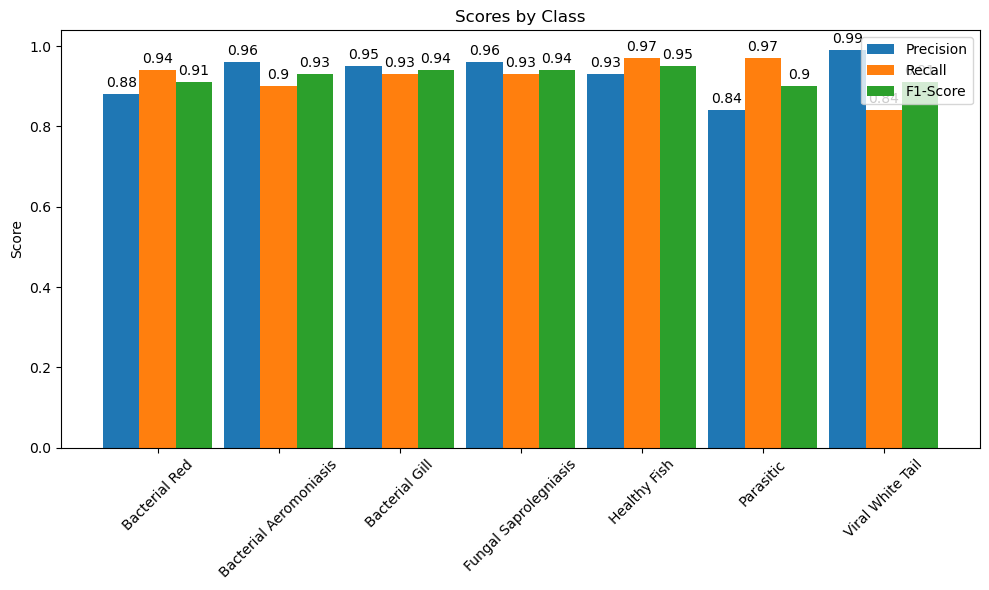 Scores by Class
Score
1.0
0.8
0.6
0.4
0.2
0.0
0.88
0.94
0.91
0.96
0.9
0.93
0.95
0.93
0.94
0.96
0.93
0.94
0.93
0.97
0.95
0.84
0.97
0.9
0.99
0.84
Precision
Recall
F1-Score
Bacterial Red
Bacterial Aeromoniasis
Bacterial Gill
Fungal Saprolegniasis
Healthy Fish
Parasitic
Viral White Tail